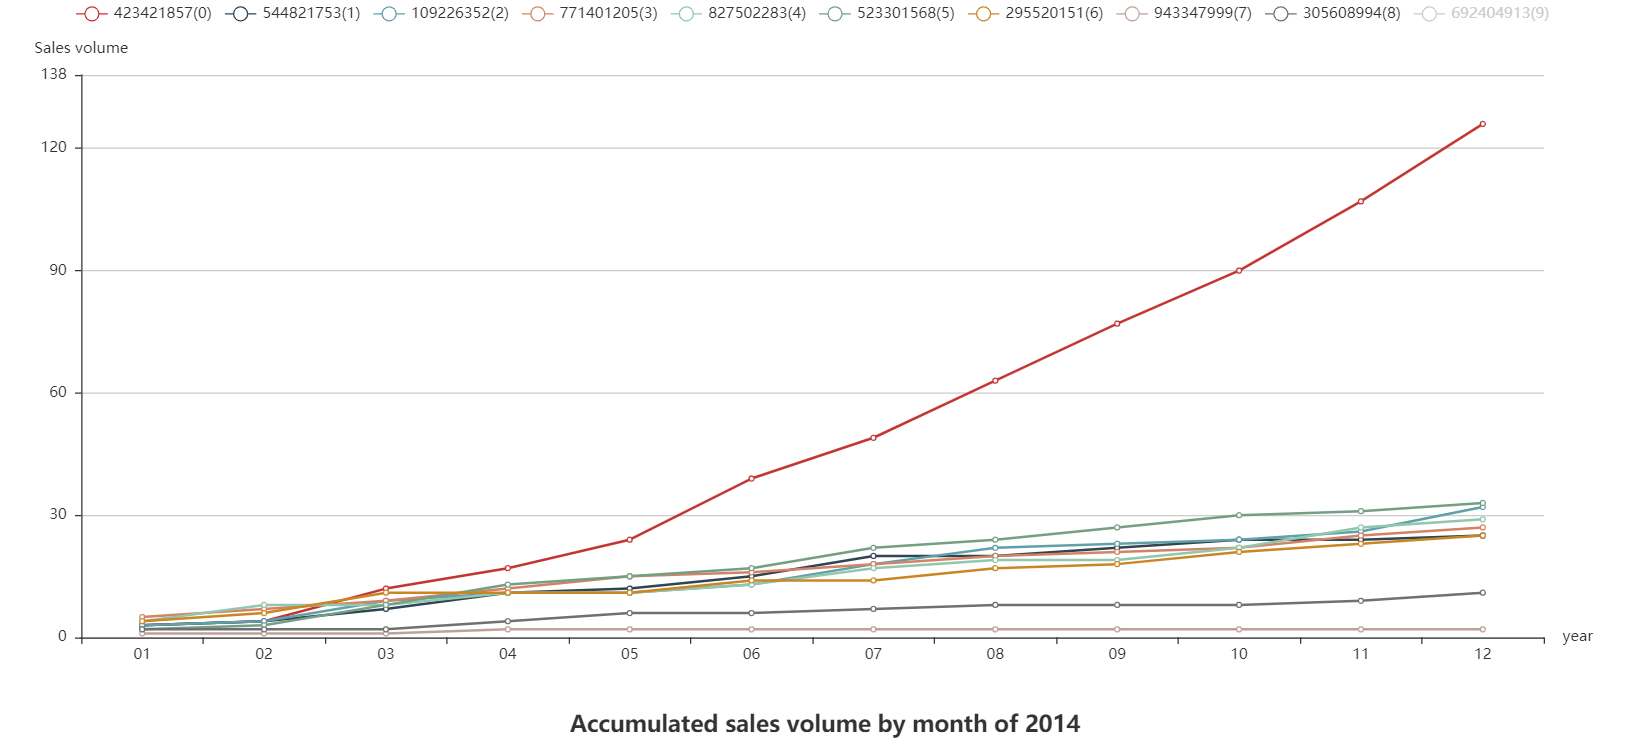 423421857(0) 544821753(1) 109226352(2) 771401205(3) 827502283(4) 523301568(5) 295520151(6) 943347999(7) 305608994(8) 692404913(9)
Sales volume
138
120
90
60
30
0
year
01 02 03 04 05 06 07 08 09 10 11 12
Accumulated sales volume by month of 2014